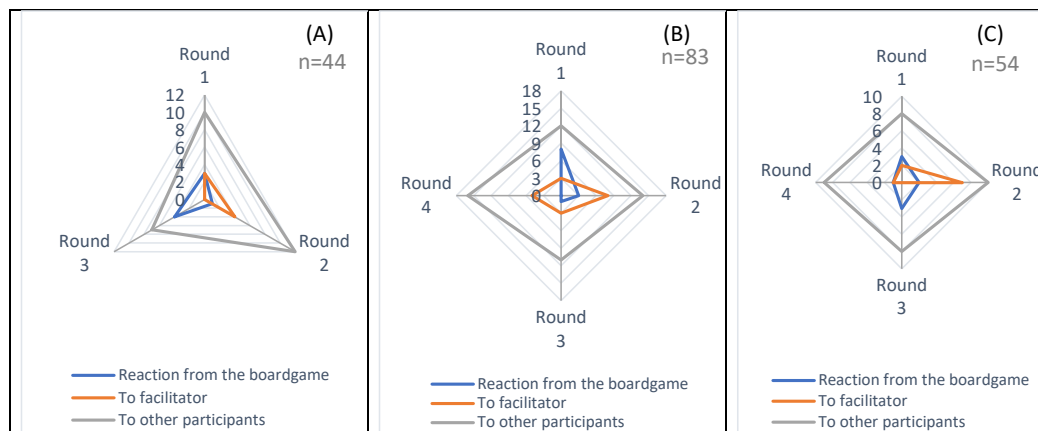 (A)
n=44
Round
1
12
10
8
6
4
2
0
Round
3
Round
2
Reaction from the boardgame
To facilitator
To other participants
(B)
n=83
Round
1
18
15
12
9
6
3
0
Round
4
Round
2
Round
3
Reaction from the boardgame
To facilitator
To other participants
(C)
n=54
Round
1
10
8
6
4
2
0
Round
4
Round
2
Round
3
Reaction from the boardgame
To facilitator
To other participants